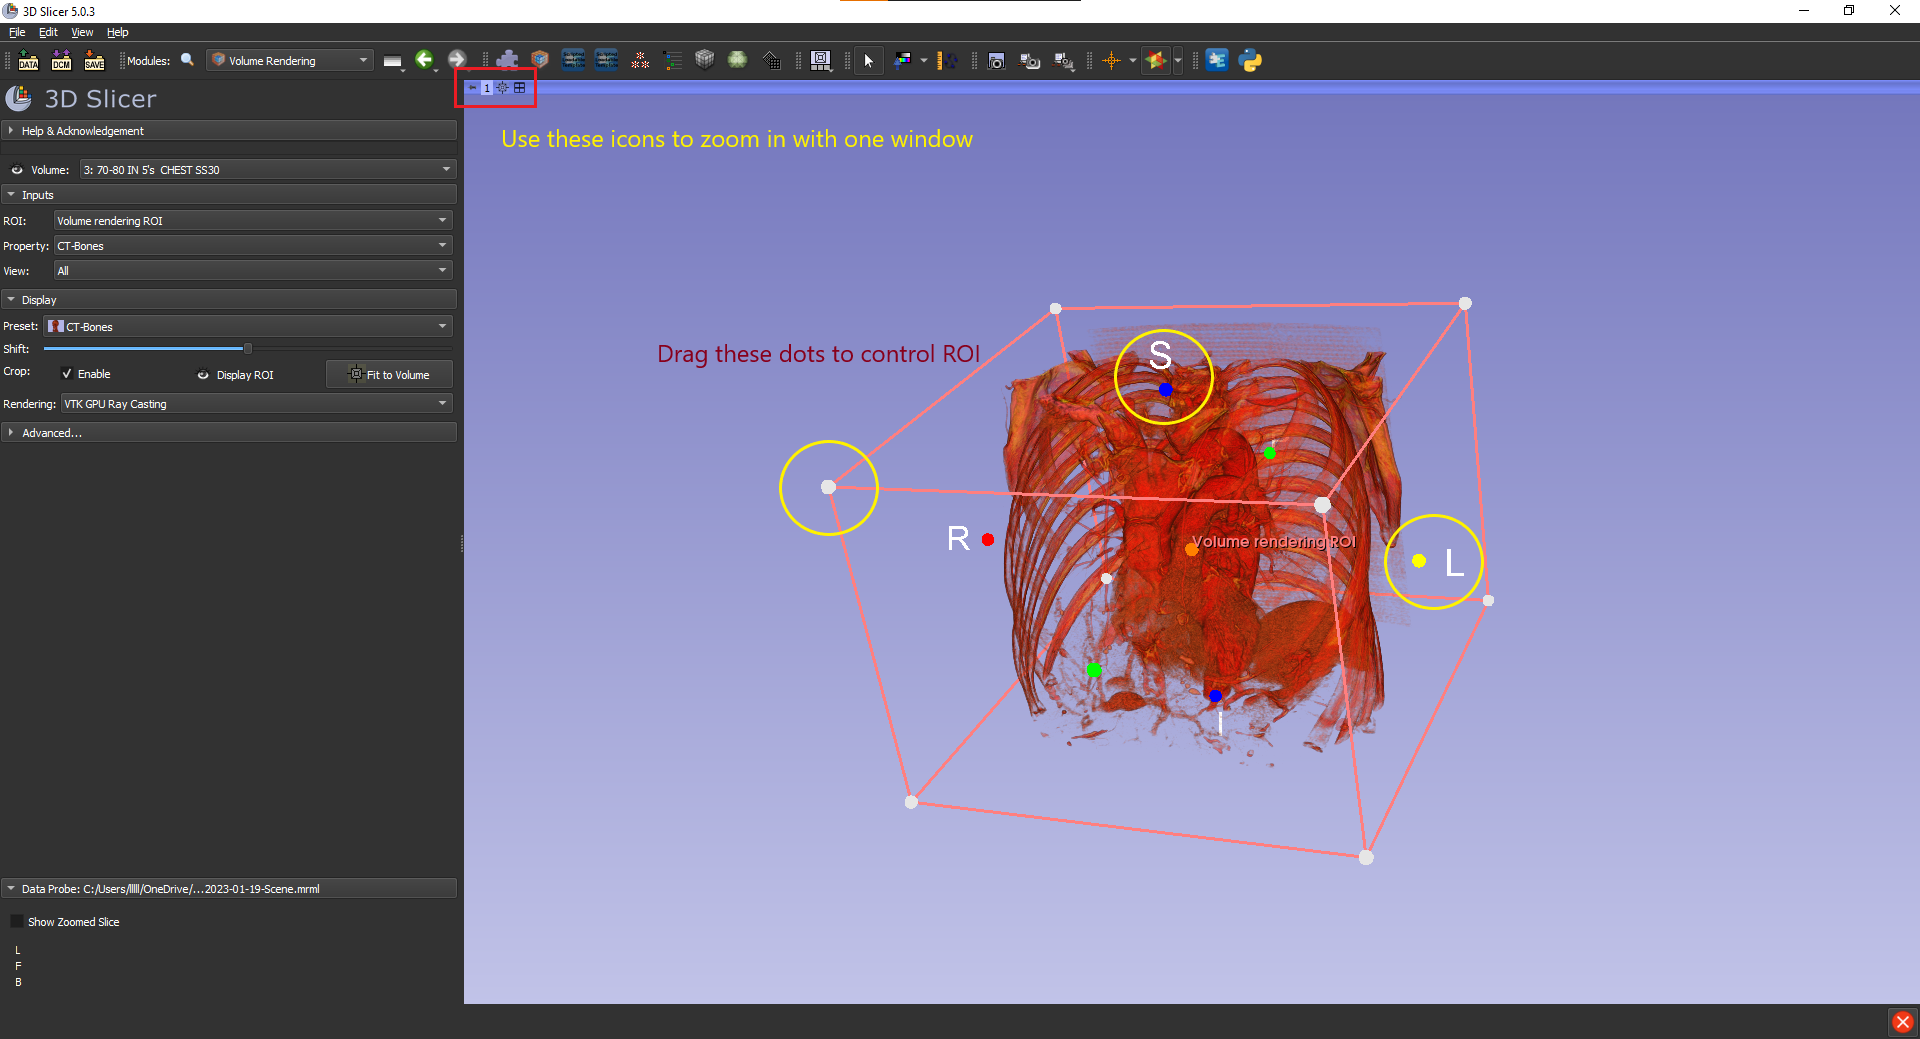 3D Slicer 5.0.3
File Edit View Help
DATA DCM SAVE Modules: Volume Rendering
1
3D Slicer
Help & Acknowledgement
Use these icons to zoom in with one window
Volume: 3: 70-80 IN 5's CHEST SS30
Inputs
ROI: Volume rendering ROI
Property: CT-Bones
View: All
Display
Preset: CT-Bones
Shift:
Drag these dots to control ROI
S
Crop: Enable Display ROI Fit to Volume
Rendering: VTK GPU Ray Casting
Advanced...
R
Volume rendering ROI
L
I
Data Probe: C:/Users/lllll/OneDrive/...2023-01-19-Scene.mrml
Show Zoomed Slice
L
F
B